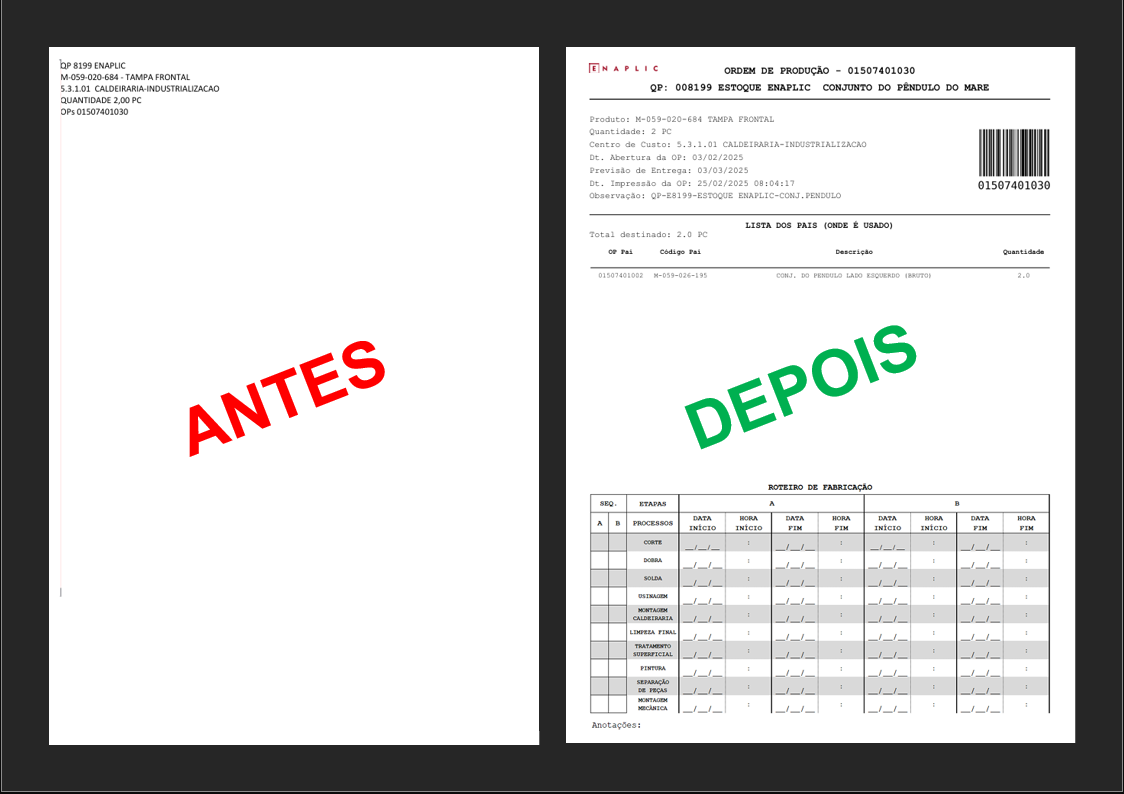 QP 8199 ENAPLIC
M-059-020-684 - TAMPA FRONTAL
5.3.1.01 CALDEIRARIA-INDUSTRIALIZACAO
QUANTIDADE 2,00 PC
OPs 01507401030
ANTES
ENAPLIC
ORDEM DE PRODUÇÃO - 01507401030
QP: 008199 ESTOQUE ENAPLIC CONJUNTO DO PÊNDULO DO MARE
Produto: M-059-020-684 TAMPA FRONTAL
Quantidade: 2 PC
Centro de Custo: 5.3.1.01 CALDEIRARIA-INDUSTRIALIZACAO
Dt. Abertura da OP: 03/02/2025
Previsão de Entrega: 03/03/2025
Dt. Impressão da OP: 25/02/2025 08:04:17
Observação: QP-E8199-ESTOQUE ENAPLIC-CONJ.PENDULO
01507401030
LISTA DOS PAIS (ONDE É USADO)
Total destinado: 2.0 PC
OP Pai Código Pai Descrição Quantidade
01507401002 M-059-026-195 CONJ. DO PENDULO LADO ESQUERDO (BRUTO) 2.0
DEPOIS
ROTEIRO DE FABRICAÇÃO
SEQ. ETAPAS A B
A B PROCESSOS DATA INÍCIO HORA INÍCIO DATA FIM HORA FIM DATA INÍCIO HORA INÍCIO DATA FIM HORA FIM
CORTE __/__/__ : __/__/__ : __/__/__ : __/__/__ :
DOBRA __/__/__ : __/__/__ : __/__/__ : __/__/__ :
SOLDA __/__/__ : __/__/__ : __/__/__ : __/__/__ :
USINAGEM __/__/__ : __/__/__ : __/__/__ : __/__/__ :
MONTAGEM CALDEIRARIA __/__/__ : __/__/__ : __/__/__ : __/__/__ :
LIMPEZA FINAL __/__/__ : __/__/__ : __/__/__ : __/__/__ :
TRATAMENTO SUPERFICIAL __/__/__ : __/__/__ : __/__/__ : __/__/__ :
PINTURA __/__/__ : __/__/__ : __/__/__ : __/__/__ :
SEPARAÇÃO DE PEÇAS __/__/__ : __/__/__ : __/__/__ : __/__/__ :
MONTAGEM MECÂNICA __/__/__ : __/__/__ : __/__/__ : __/__/__ :
Anotações: